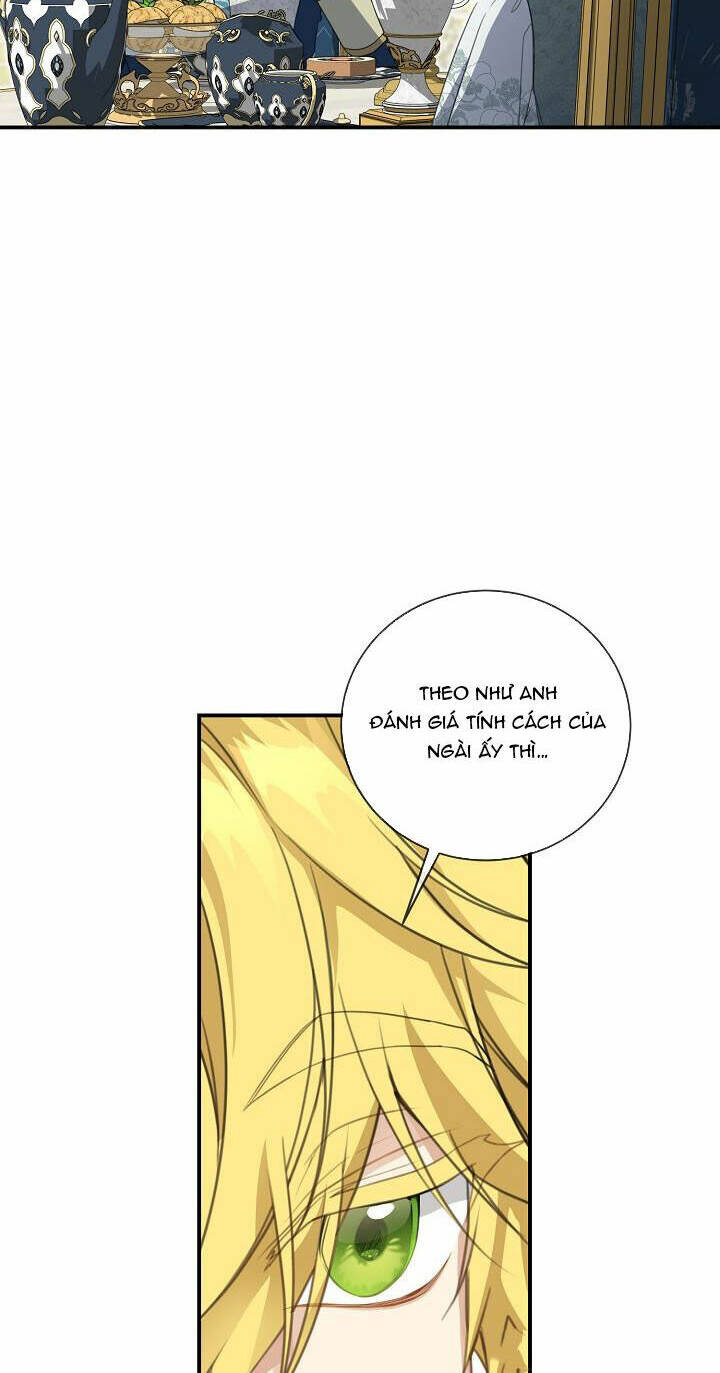 THEO NHƯ ANH
ĐÁNH GIÁ TÍNH CÁCH CỦA
NGÀI ẤY THÌ...